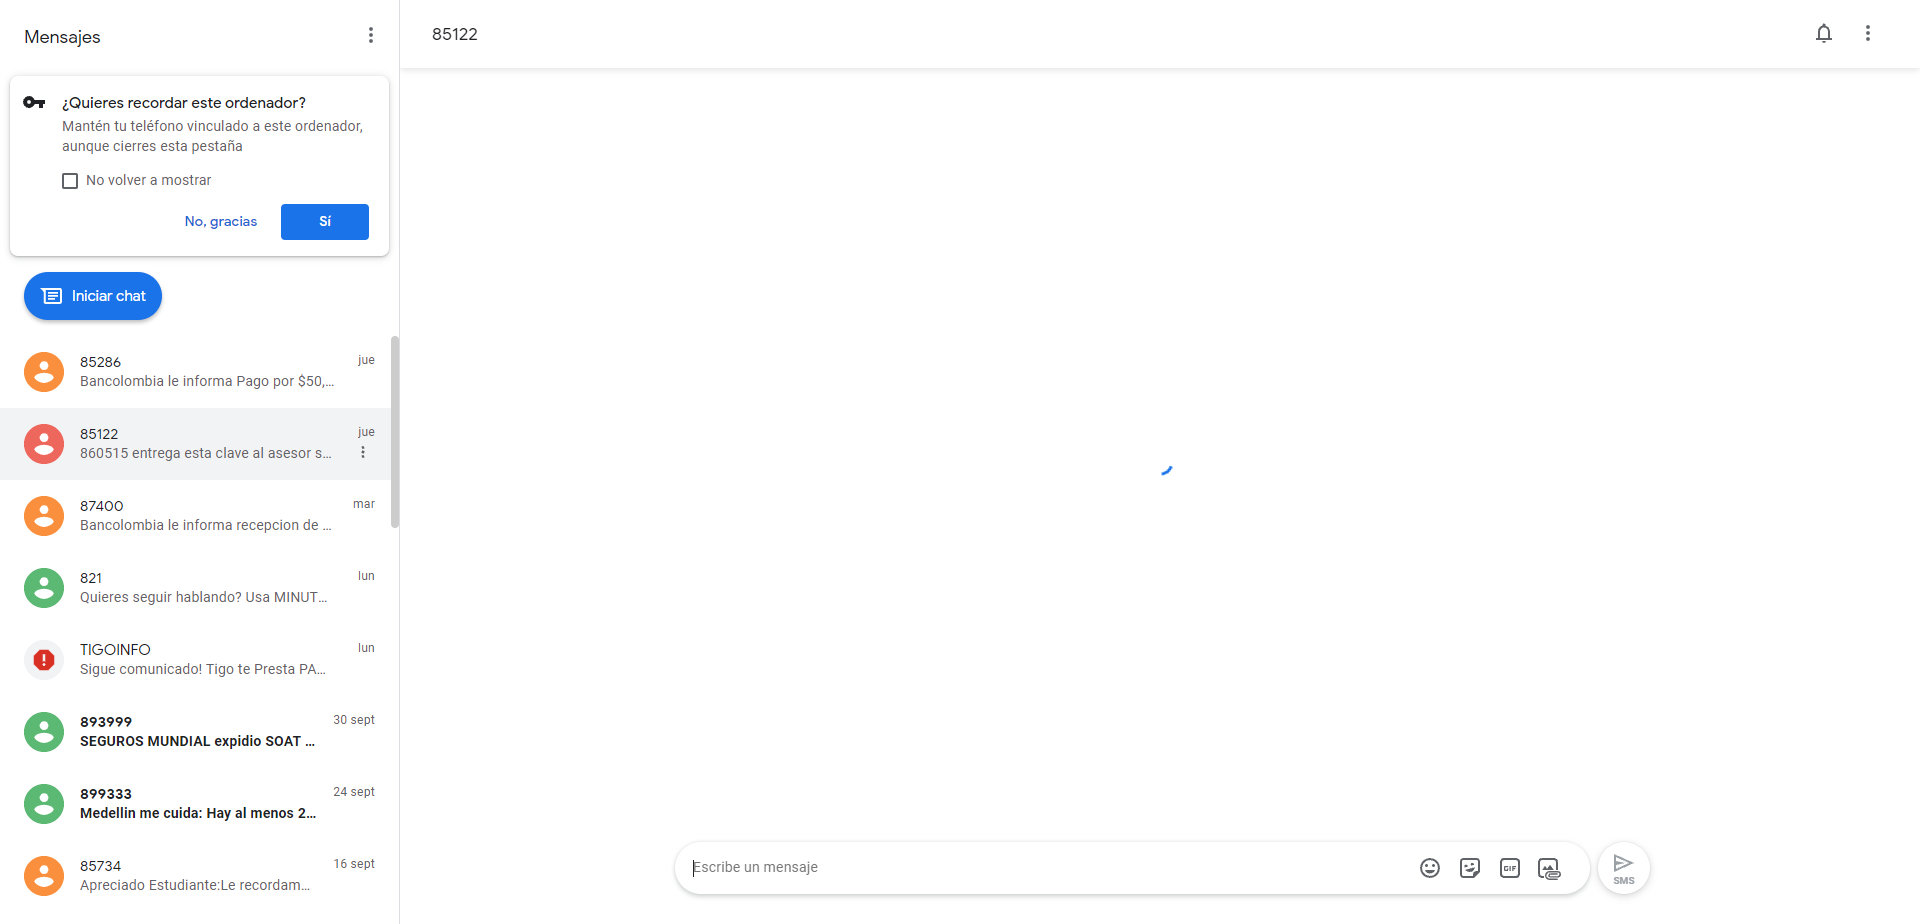 Mensajes
¿Quieres recordar este ordenador?
Mantén tu teléfono vinculado a este ordenador,
aunque cierres esta pestaña
No volver a mostrar
No, gracias
Sí
Iniciar chat
85286
jue
Bancolombia le informa Pago por $50,...
85122
jue
860515 entrega esta clave al asesor s...
87400
mar
Bancolombia le informa recepcion de ...
821
lun
Quieres seguir hablando? Usa MINUT...
TIGOINFO
lun
Sigue comunicado! Tigo te Presta PA...
893999
30 sept
SEGUROS MUNDIAL expidio SOAT ...
899333
24 sept
Medellin me cuida: Hay al menos 2...
85734
16 sept
Apreciado Estudiante:Le recordam...
85122
Escribe un mensaje
GIF
SMS